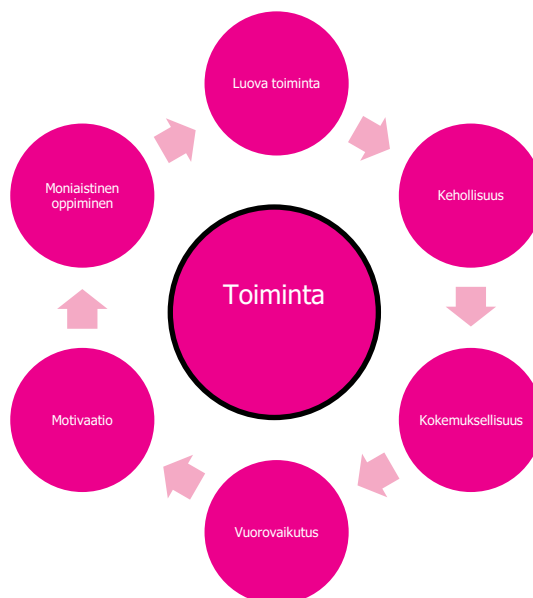 Luova toiminta
Kehollisuus
Kokemuksellisuus
Vuorovaikutus
Motivaatio
Moniaistinen
oppiminen
Toiminta